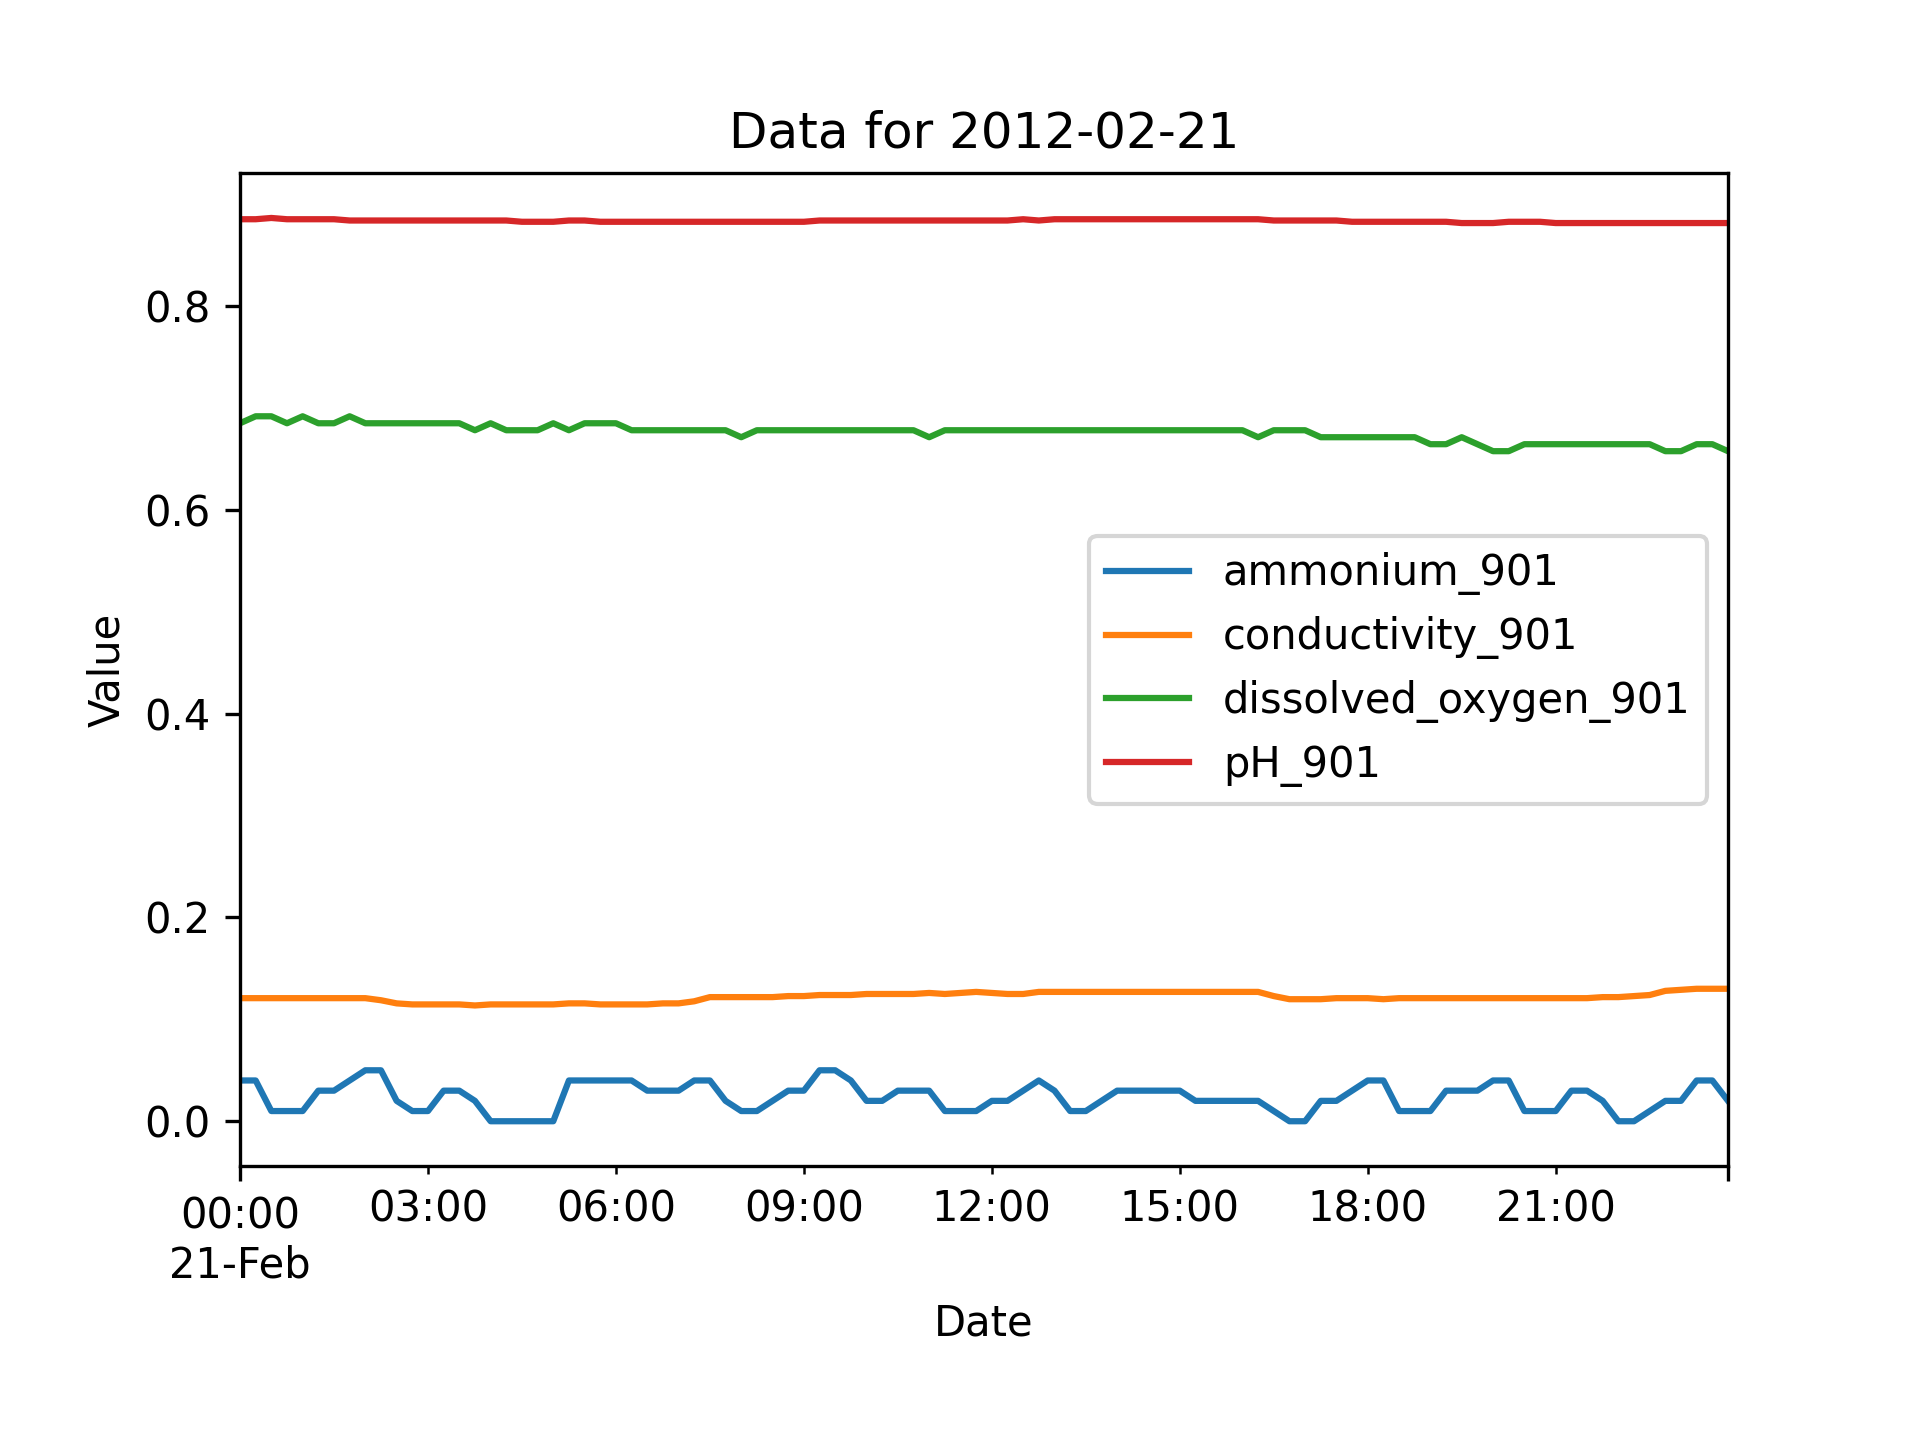 Data for 2012-02-21
Value
0.8
0.6
0.4
0.2
0.0
ammonium_901
conductivity_901
dissolved_oxygen_901
pH_901
00:00 03:00 06:00 09:00 12:00 15:00 18:00 21:00
21-Feb
Date